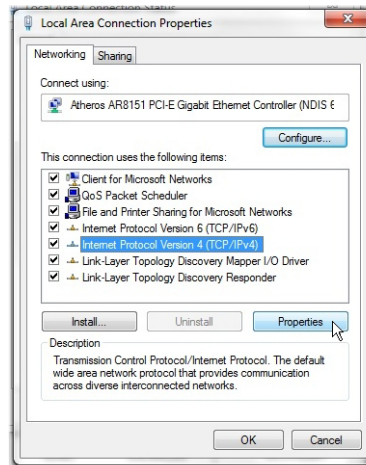 Local Area Connection Status
Local Area Connection Properties
Networking
Sharing
Connect using:
Atheros AR8151 PCI-E Gigabit Ethernet Controller (NDIS 6
Configure...
This connection uses the following items:
Client for Microsoft Networks
QoS Packet Scheduler
File and Printer Sharing for Microsoft Networks
Internet Protocol Version 6 (TCP/IPv6)
Internet Protocol Version 4 (TCP/IPv4)
Link-Layer Topology Discovery Mapper I/O Driver
Link-Layer Topology Discovery Responder
Install...
Uninstall
Properties
Description
Transmission Control Protocol/Internet Protocol. The default
wide area network protocol that provides communication
across diverse interconnected networks.
OK
Cancel